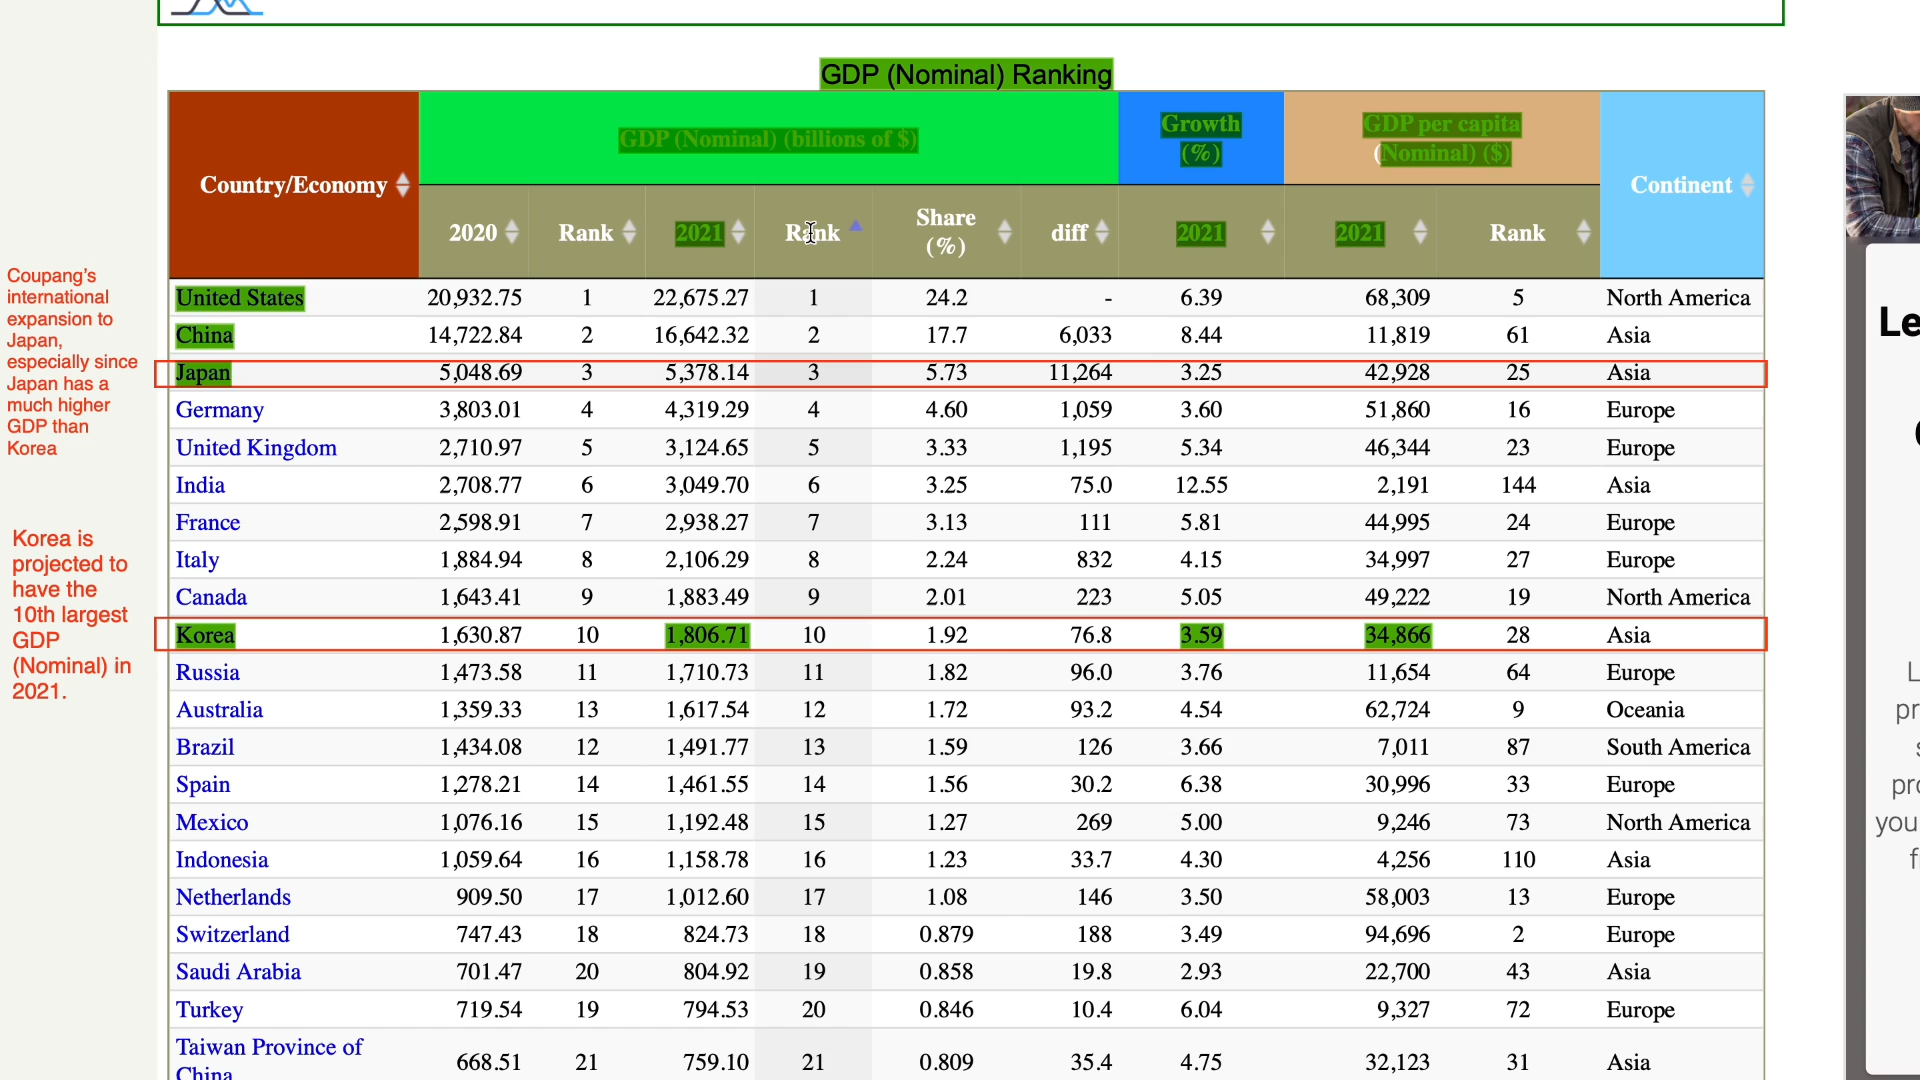 GDP (Nominal) Ranking
Country/Economy
GDP (Nominal) (billions of $)
Growth
(%)
GDP per capita
(Nominal) ($)
Continent
2020 Rank 2021 Rank Share (%) diff 2021 2021 Rank
United States 20,932.75 1 22,675.27 1 24.2 - 6.39 68,309 5 North America
China 14,722.84 2 16,642.32 2 17.7 6,033 8.44 11,819 61 Asia
Japan 5,048.69 3 5,378.14 3 5.73 11,264 3.25 42,928 25 Asia
Germany 3,803.01 4 4,319.29 4 4.60 1,059 3.60 51,860 16 Europe
United Kingdom 2,710.97 5 3,124.65 5 3.33 1,195 5.34 46,344 23 Europe
India 2,708.77 6 3,049.70 6 3.25 75.0 12.55 2,191 144 Asia
France 2,598.91 7 2,938.27 7 3.13 111 5.81 44,995 24 Europe
Italy 1,884.94 8 2,106.29 8 2.24 832 4.15 34,997 27 Europe
Canada 1,643.41 9 1,883.49 9 2.01 223 5.05 49,222 19 North America
Korea 1,630.87 10 1,806.71 10 1.92 76.8 3.59 34,866 28 Asia
Russia 1,473.58 11 1,710.73 11 1.82 96.0 3.76 11,654 64 Europe
Australia 1,359.33 13 1,617.54 12 1.72 93.2 4.54 62,724 9 Oceania
Brazil 1,434.08 12 1,491.77 13 1.59 126 3.66 7,011 87 South America
Spain 1,278.21 14 1,461.55 14 1.56 30.2 6.38 30,996 33 Europe
Mexico 1,076.16 15 1,192.48 15 1.27 269 5.00 9,246 73 North America
Indonesia 1,059.64 16 1,158.78 16 1.23 33.7 4.30 4,256 110 Asia
Netherlands 909.50 17 1,012.60 17 1.08 146 3.50 58,003 13 Europe
Switzerland 747.43 18 824.73 18 0.879 188 3.49 94,696 2 Europe
Saudi Arabia 701.47 20 804.92 19 0.858 19.8 2.93 22,700 43 Asia
Turkey 719.54 19 794.53 20 0.846 10.4 6.04 9,327 72 Europe
Taiwan Province of
China 668.51 21 759.10 21 0.809 35.4 4.75 32,123 31 Asia
Coupang's
international
expansion to
Japan,
especially since
Japan has a
much higher
GDP than
Korea
Korea is
projected to
have the
10th largest
GDP
(Nominal) in
2021.
Le
L
pr
s
pro
you
f